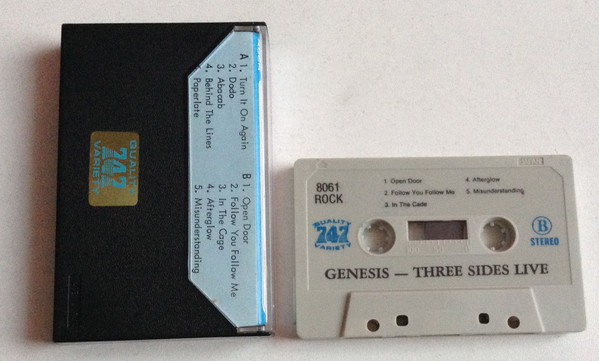 A 1. Turn It On Again
2. Dodo
3. Abacab
4. Behind The Lines
5. Paperlate
B 1. Open Door
2. Follow You Follow Me
3. In The Cage
4. Afterglow
5. Misunderstanding
QUALITY
747
VARIETY
8061
ROCK
1. Open Door
2. Follow You Follow Me
3. In The Cage
4. Afterglow
5. Misunderstanding
QUALITY
747
VARIETY
B
STEREO
GENESIS — THREE SIDES LIVE